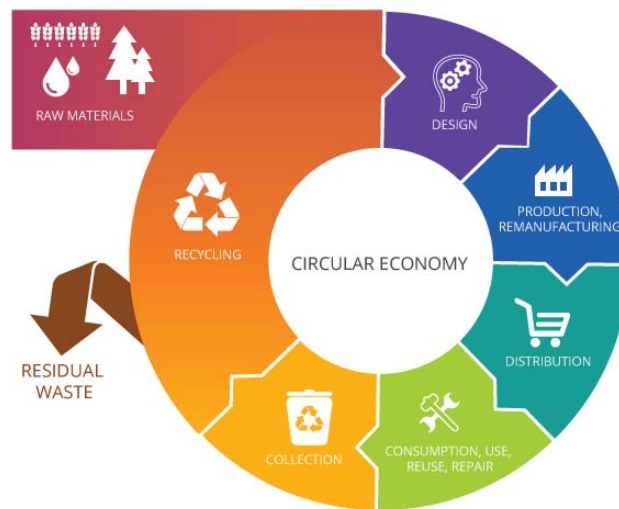 RAW MATERIALS
DESIGN
PRODUCTION,
REMANUFACTURING
DISTRIBUTION
CONSUMPTION, USE,
REUSE, REPAIR
COLLECTION
RECYCLING
RESIDUAL
WASTE
CIRCULAR ECONOMY